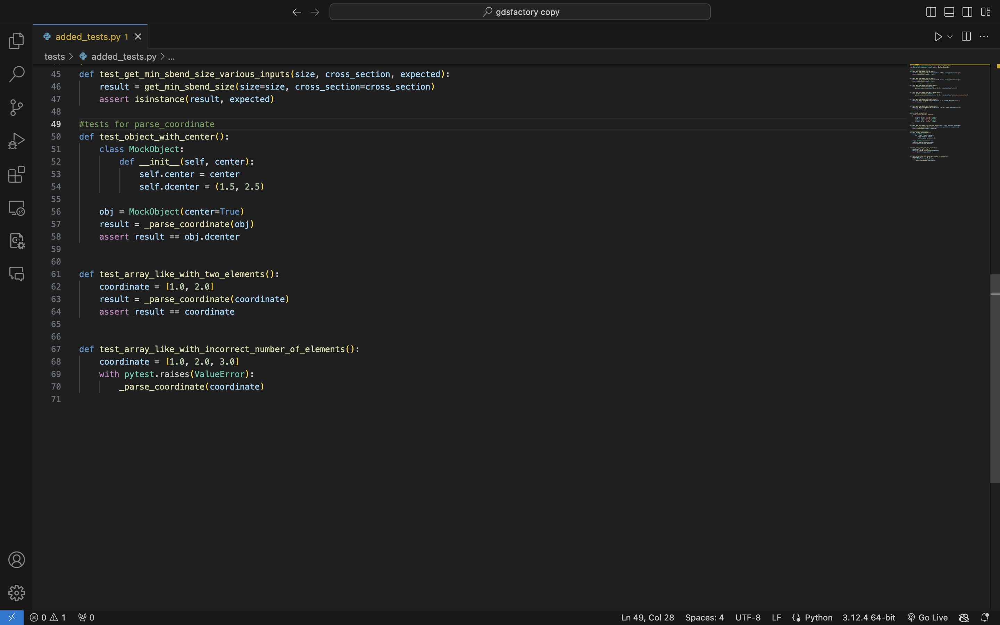 gdsfactory copy
added_tests.py 1
tests > added_tests.py > ...
45 def test_get_min_sbend_size_various_inputs(size, cross_section, expected):
46 result = get_min_sbend_size(size=size, cross_section=cross_section)
47 assert isinstance(result, expected)
48
49 #tests for parse_coordinate
50 def test_object_with_center():
51 class MockObject:
52 def __init__(self, center):
53 self.center = center
54 self.dcenter = (1.5, 2.5)
55
56 obj = MockObject(center=True)
57 result = _parse_coordinate(obj)
58 assert result == obj.dcenter
59
60
61 def test_array_like_with_two_elements():
62 coordinate = [1.0, 2.0]
63 result = _parse_coordinate(coordinate)
64 assert result == coordinate
65
66
67 def test_array_like_with_incorrect_number_of_elements():
68 coordinate = [1.0, 2.0, 3.0]
69 with pytest.raises(ValueError):
70 _parse_coordinate(coordinate)
71
0 1 0 Ln 49, Col 28 Spaces: 4 UTF-8 LF Python 3.12.4 64-bit Go Live